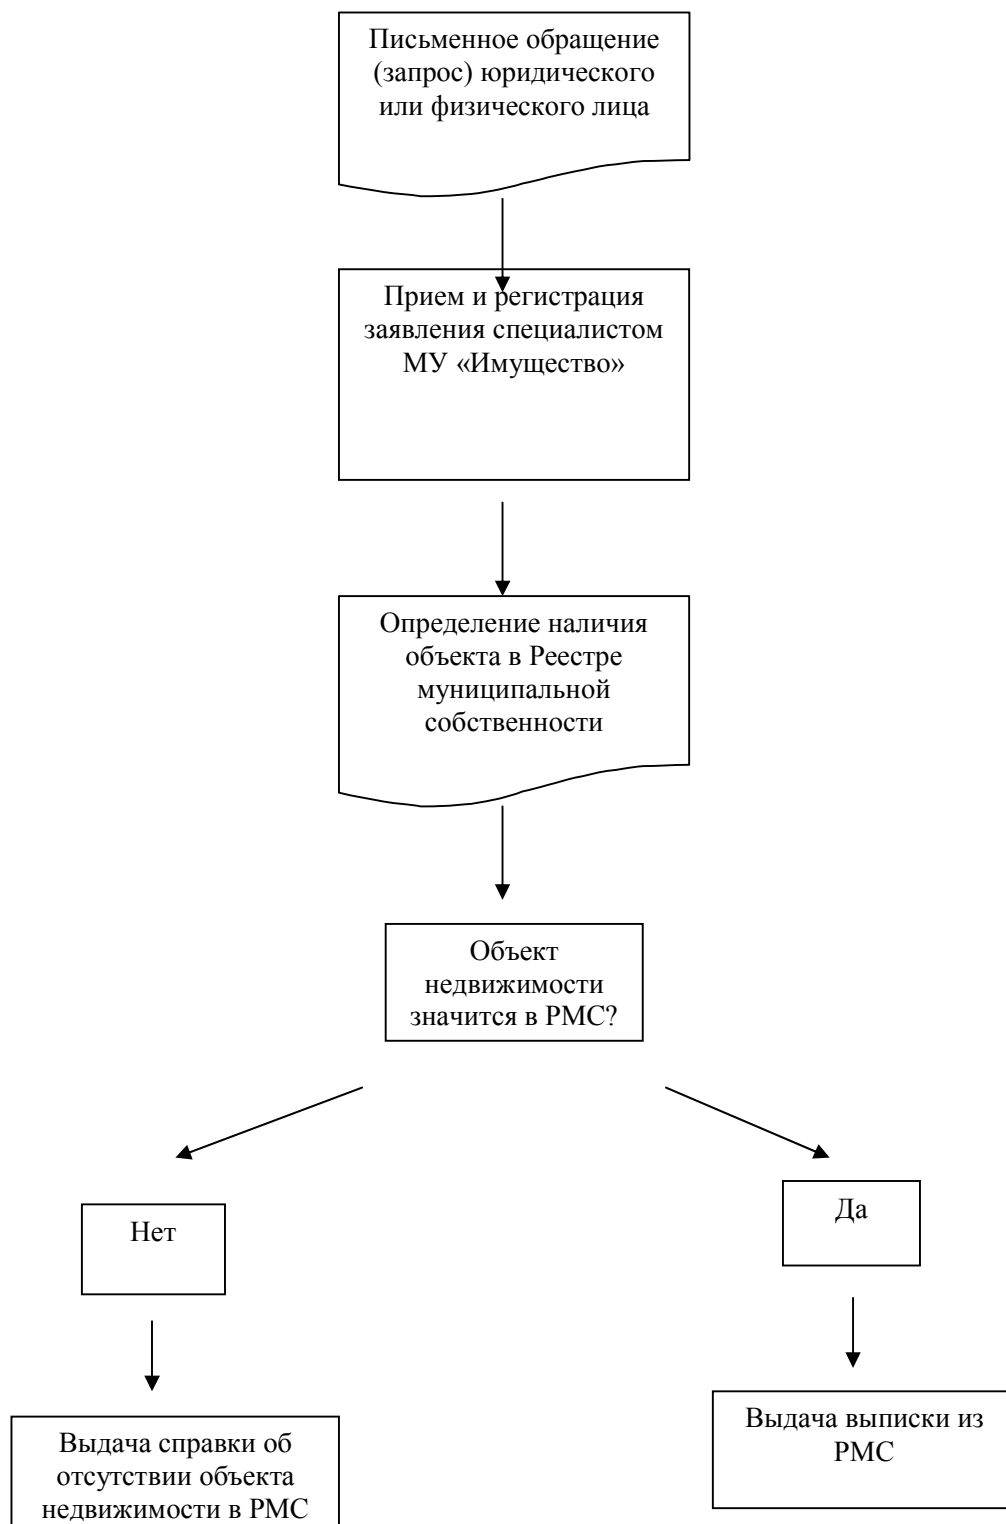 Письменное обращение
(запрос) юридического
или физического лица
Прием и регистрация
заявления специалистом
МУ «Имущество»
Определение наличия
объекта в Реестре
муниципальной
собственности
Объект
недвижимости
значится в РМС?
Нет
Да
Выдача справки об
отсутствии объекта
недвижимости в РМС
Выдача выписки из
РМС